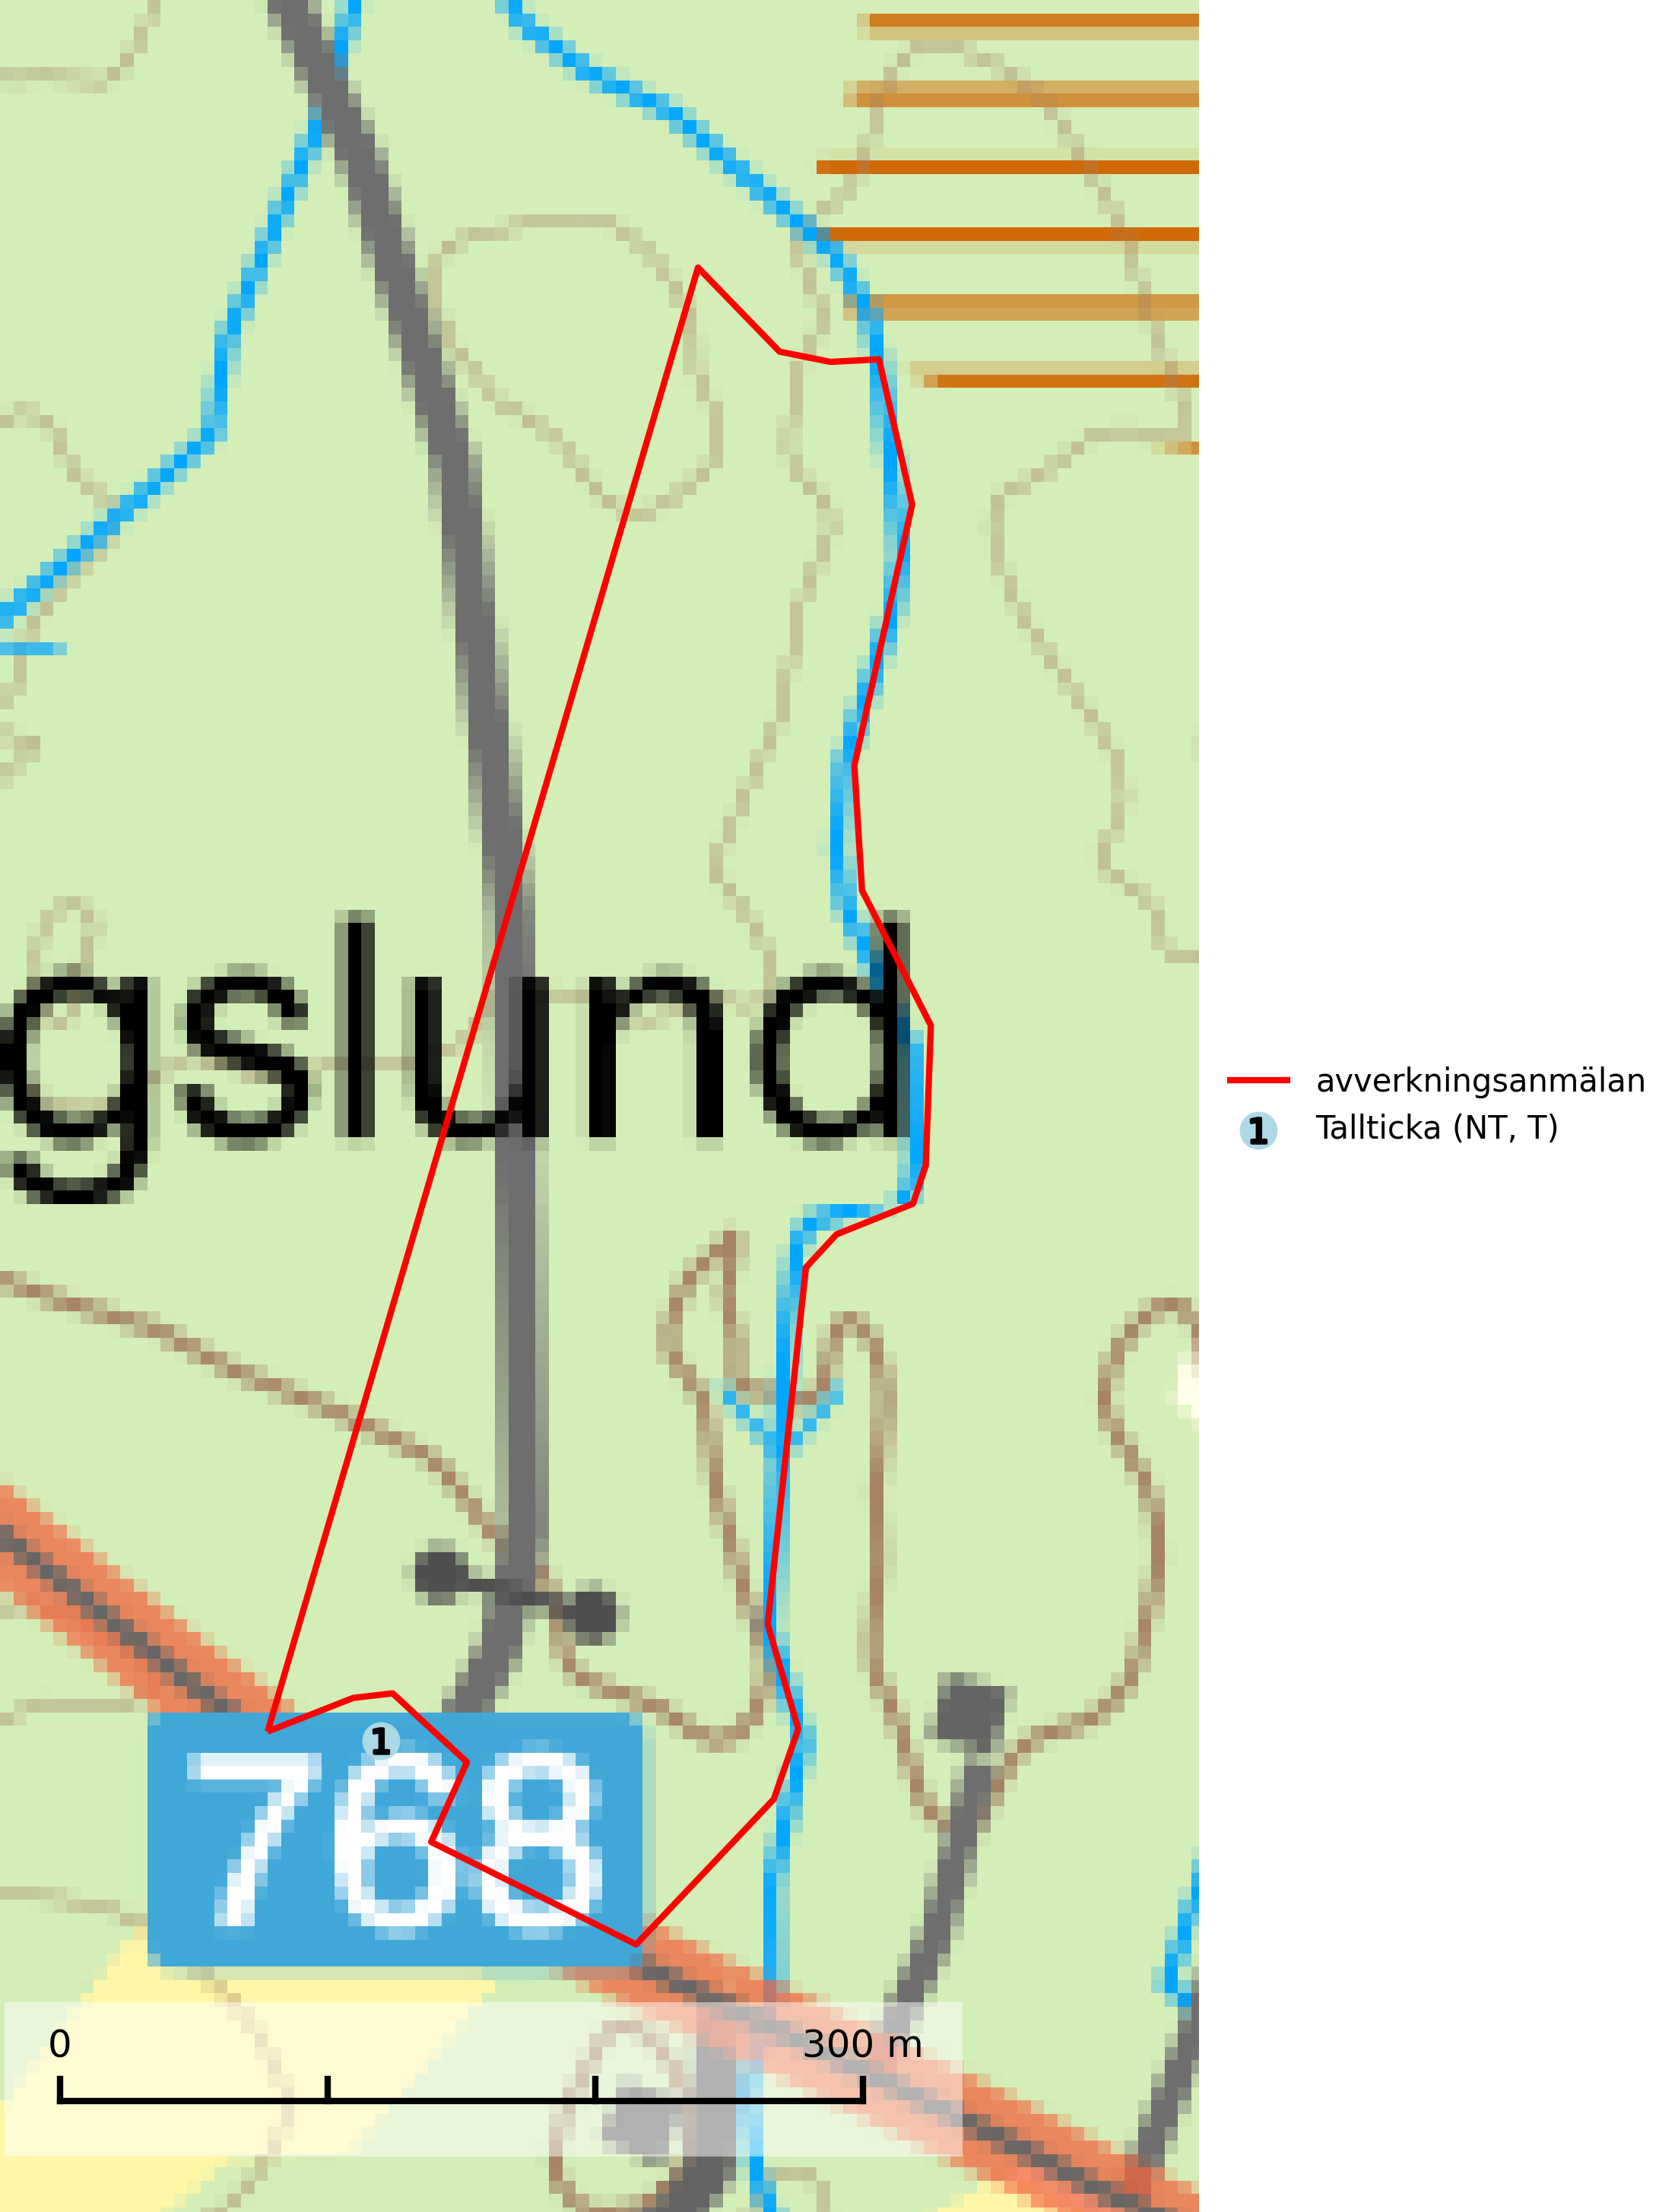 gslund
768
0 300 m
avverkningsanmälan
1 Tallticka (NT, T)
1